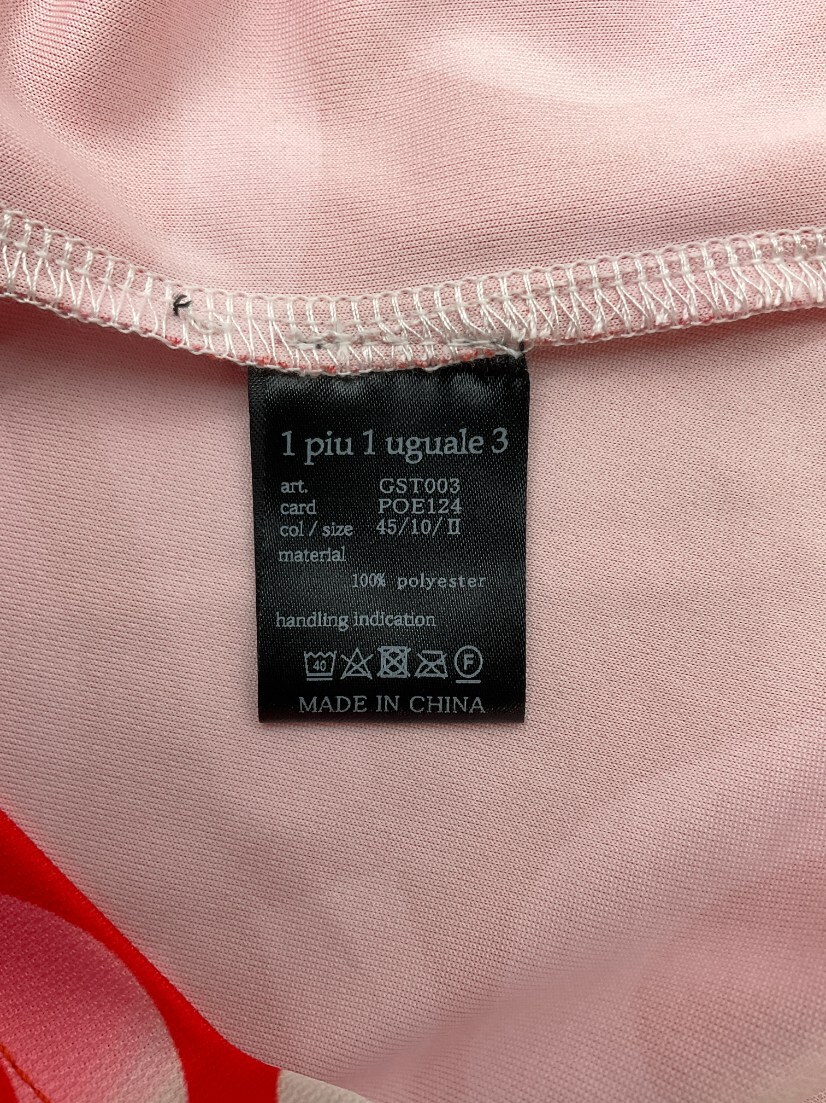 1 piu 1 uguale 3
art. GST003
card POE124
col / size 45/10/II
material
100% polyester
handling indication
40 F
MADE IN CHINA